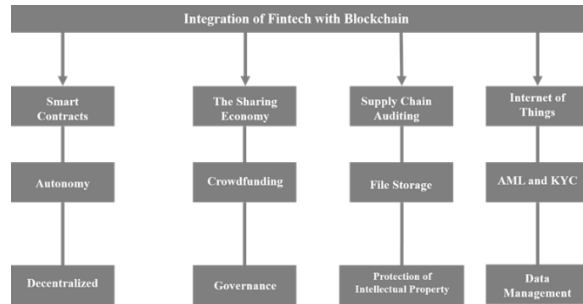 Integration of Fintech with Blockchain
Smart
Contracts
The Sharing
Economy
Supply Chain
Auditing
Internet of
Things
Autonomy
Crowdfunding
File Storage
AML and KYC
Decentralized
Governance
Protection of
Intellectual Property
Data
Management